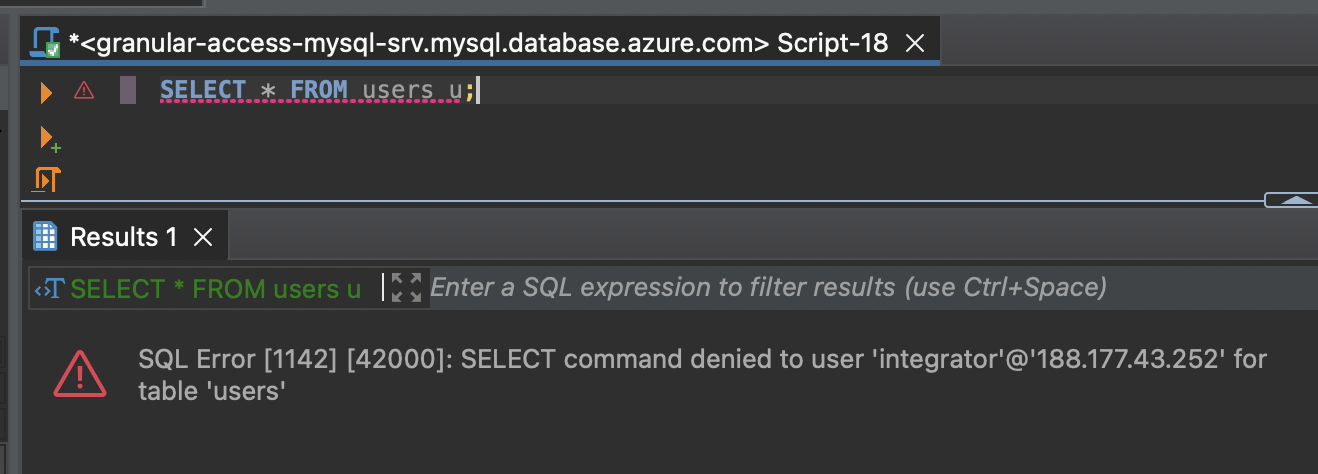 *<granular-access-mysql-srv.mysql.database.azure.com> Script-18
SELECT * FROM users u;
Results 1
SELECT * FROM users u
Enter a SQL expression to filter results (use Ctrl+Space)
SQL Error [1142] [42000]: SELECT command denied to user 'integrator'@'188.177.43.252' for
table 'users'